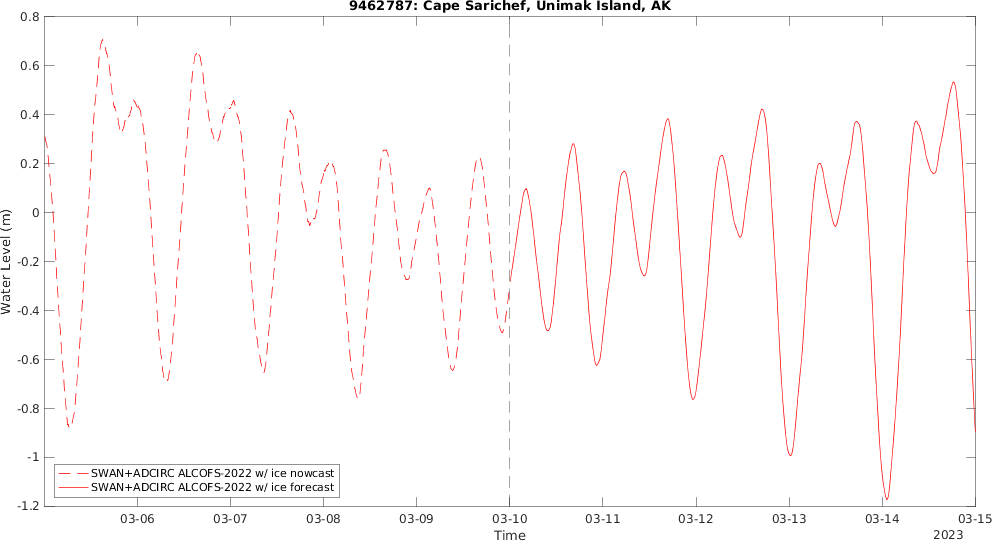 9462787: Cape Sarichef, Unimak Island, AK
0.8
0.6
0.4
0.2
0
-0.2
-0.4
-0.6
-0.8
-1
-1.2
Water Level (m)
SWAN+ADCIRC ALCOFS-2022 w/ ice nowcast
SWAN+ADCIRC ALCOFS-2022 w/ ice forecast
03-06 03-07 03-08 03-09 03-10 03-11 03-12 03-13 03-14 03-15
Time
2023